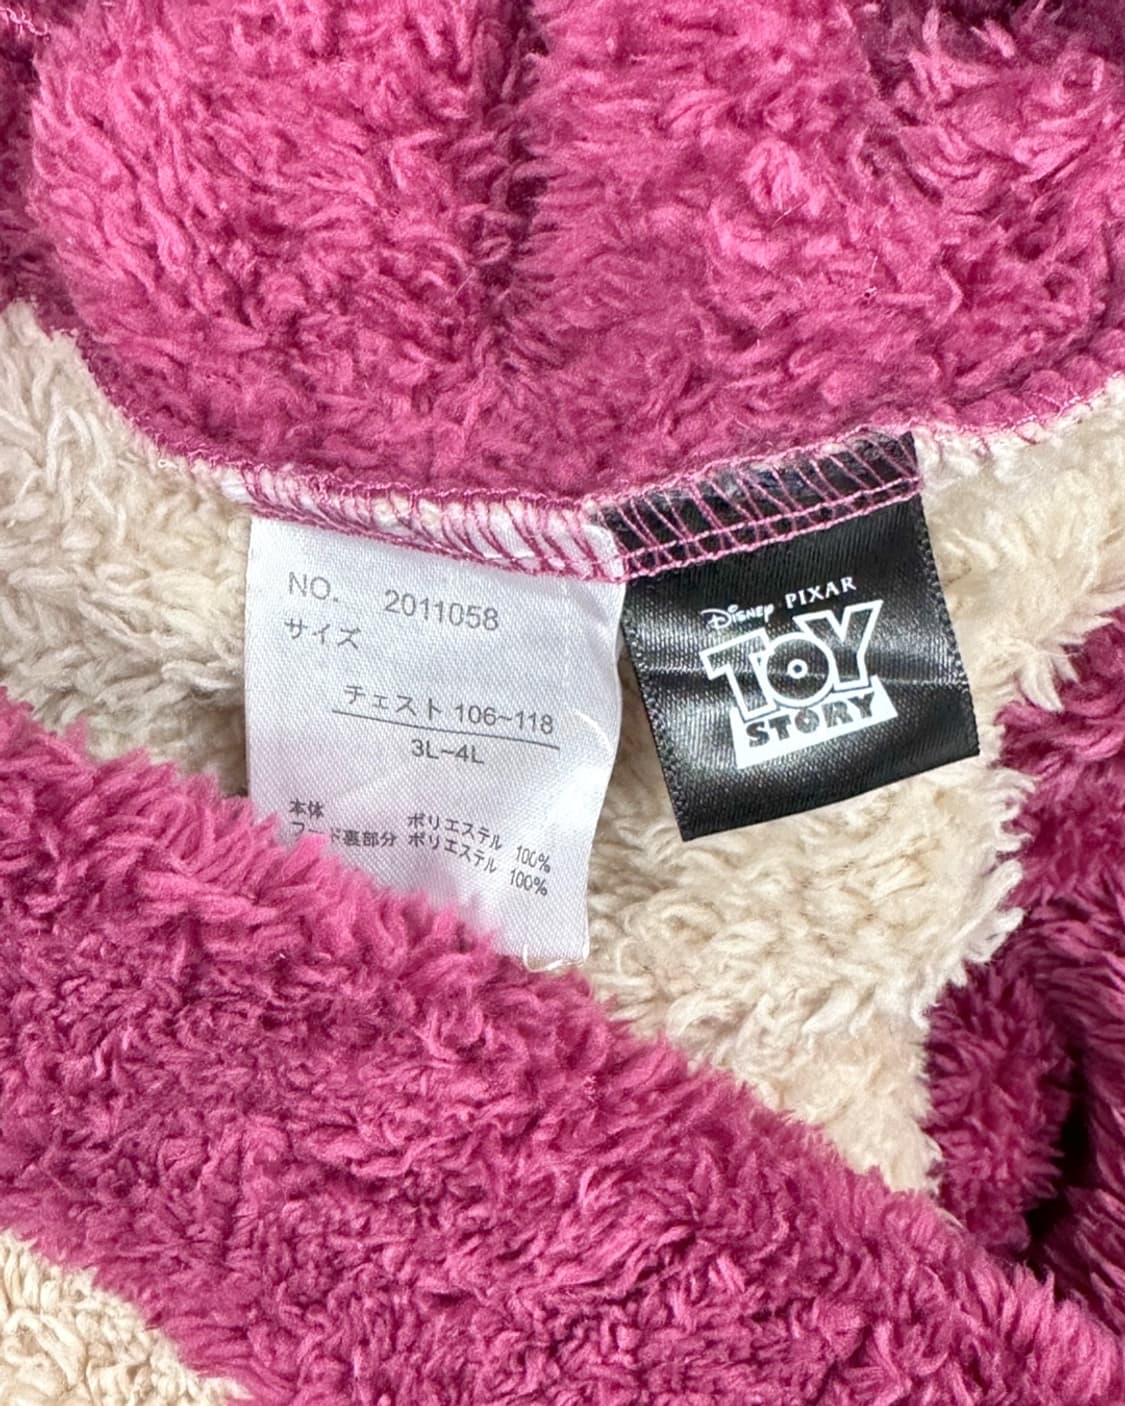 NO. 2011058
サイズ
チェスト 106~118
3L~4L
本体 ポリエステル 100%
フード裏部分 ポリエステル 100%
Disney PIXAR
TOY
STORY